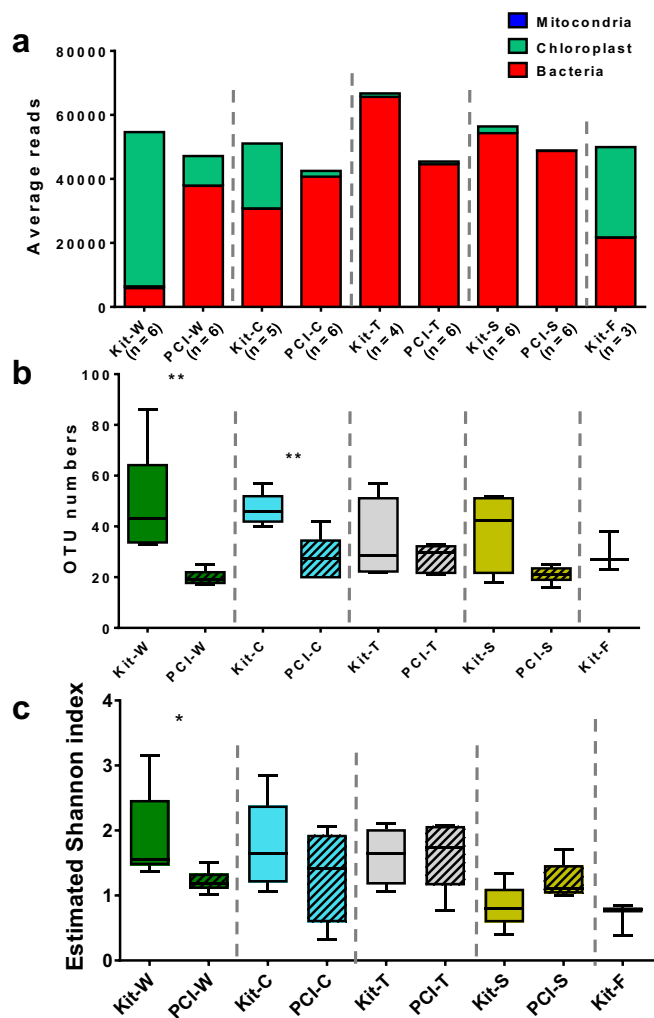 a
Mitocondria
Chloroplast
Bacteria
Average reads
80000
60000
40000
20000
0
Kit-W (n = 6)
PCI-W (n = 6)
Kit-C (n = 5)
PCI-C (n = 6)
Kit-T (n = 4)
PCI-T (n = 6)
Kit-S (n = 6)
PCI-S (n = 6)
Kit-F (n = 3)
b
OTU numbers
100
80
60
40
20
0
**
**
Kit-W
PCI-W
Kit-C
PCI-C
Kit-T
PCI-T
Kit-S
PCI-S
Kit-F
c
Estimated Shannon index
4
3
2
1
0
*
Kit-W
PCI-W
Kit-C
PCI-C
Kit-T
PCI-T
Kit-S
PCI-S
Kit-F